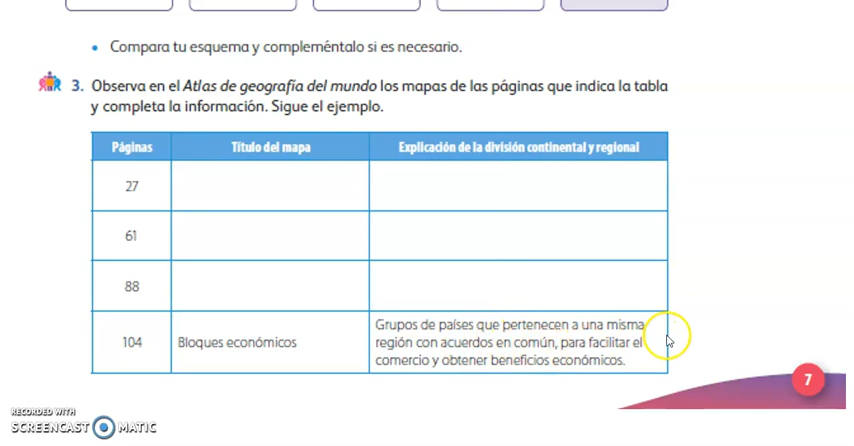 • Compara tu esquema y compleméntalo si es necesario.
3. Observa en el Atlas de geografía del mundo los mapas de las páginas que indica la tabla
y completa la información. Sigue el ejemplo.
Páginas Título del mapa Explicación de la división continental y regional
27
61
88
104 Bloques económicos Grupos de países que pertenecen a una misma
región con acuerdos en común, para facilitar el
comercio y obtener beneficios económicos.
7
RECORDED WITH
SCREENCAST MATIC